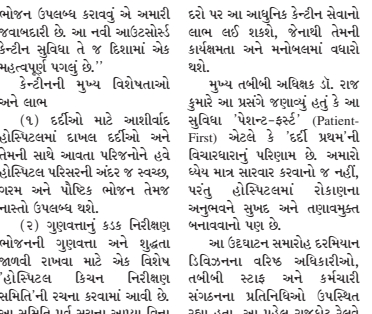 ભોજન ઉપલબ્ધ કરાવવું એ અમારી
જવાબદારી છે. આ નવી આઉટસોર્સ્ડ
કેન્ટીન સુવિધા તે જ દિશામાં એક
મહત્વપૂર્ણ પગલું છે.''
કેન્ટીનની મુખ્ય વિશેષતાઓ
અને લાભ
(૧) દર્દીઓ માટે આશીર્વાદ
હોસ્પિટલમાં દાખલ દર્દીઓ અને
તેમની સાથે આવતા પરિજનોને હવે
હોસ્પિટલ પરિસરની અંદર જ સ્વચ્છ,
ગરમ અને પૌષ્ટિક ભોજન તેમજ
નાસ્તો ઉપલબ્ધ થશે.
(૨) ગુણવત્તાનું કડક નિરીક્ષણ
ભોજનની ગુણવત્તા અને શુદ્ધતા
જાળવી રાખવા માટે એક વિશેષ
'હોસ્પિટલ કિચન નિરીક્ષણ
સમિતિ'ની રચના કરવામાં આવી છે.
દરો પર આ આધુનિક કેન્ટીન સેવાનો
લાભ લઈ શકશે, જેનાથી તેમની
કાર્યક્ષમતા અને મનોબલમાં વધારો
થશે.
મુખ્ય તબીબી અધિક્ષક ડૉ. રાજ
કુમારે આ પ્રસંગે જણાવ્યું હતું કે આ
સુવિધા 'પેશન્ટ-ફર્સ્ટ' (Patient-
First) એટલે કે 'દર્દી પ્રથમ'ની
વિચારધારાનું પરિણામ છે. અમારો
ધ્યેય માત્ર સારવાર કરવાનો જ નહીં,
પરંતુ હોસ્પિટલમાં રોકાણના
અનુભવને સુખદ અને તણાવમુક્ત
બનાવવાનો પણ છે.
આ ઉદઘાટન સમારોહ દરમિયાન
ડિવિઝનના વરિષ્ઠ અધિકારીઓ,
તબીબી સ્ટાફ અને કર્મચારી
સંગઠનના પ્રતિનિધિઓ ઉપસ્થિત